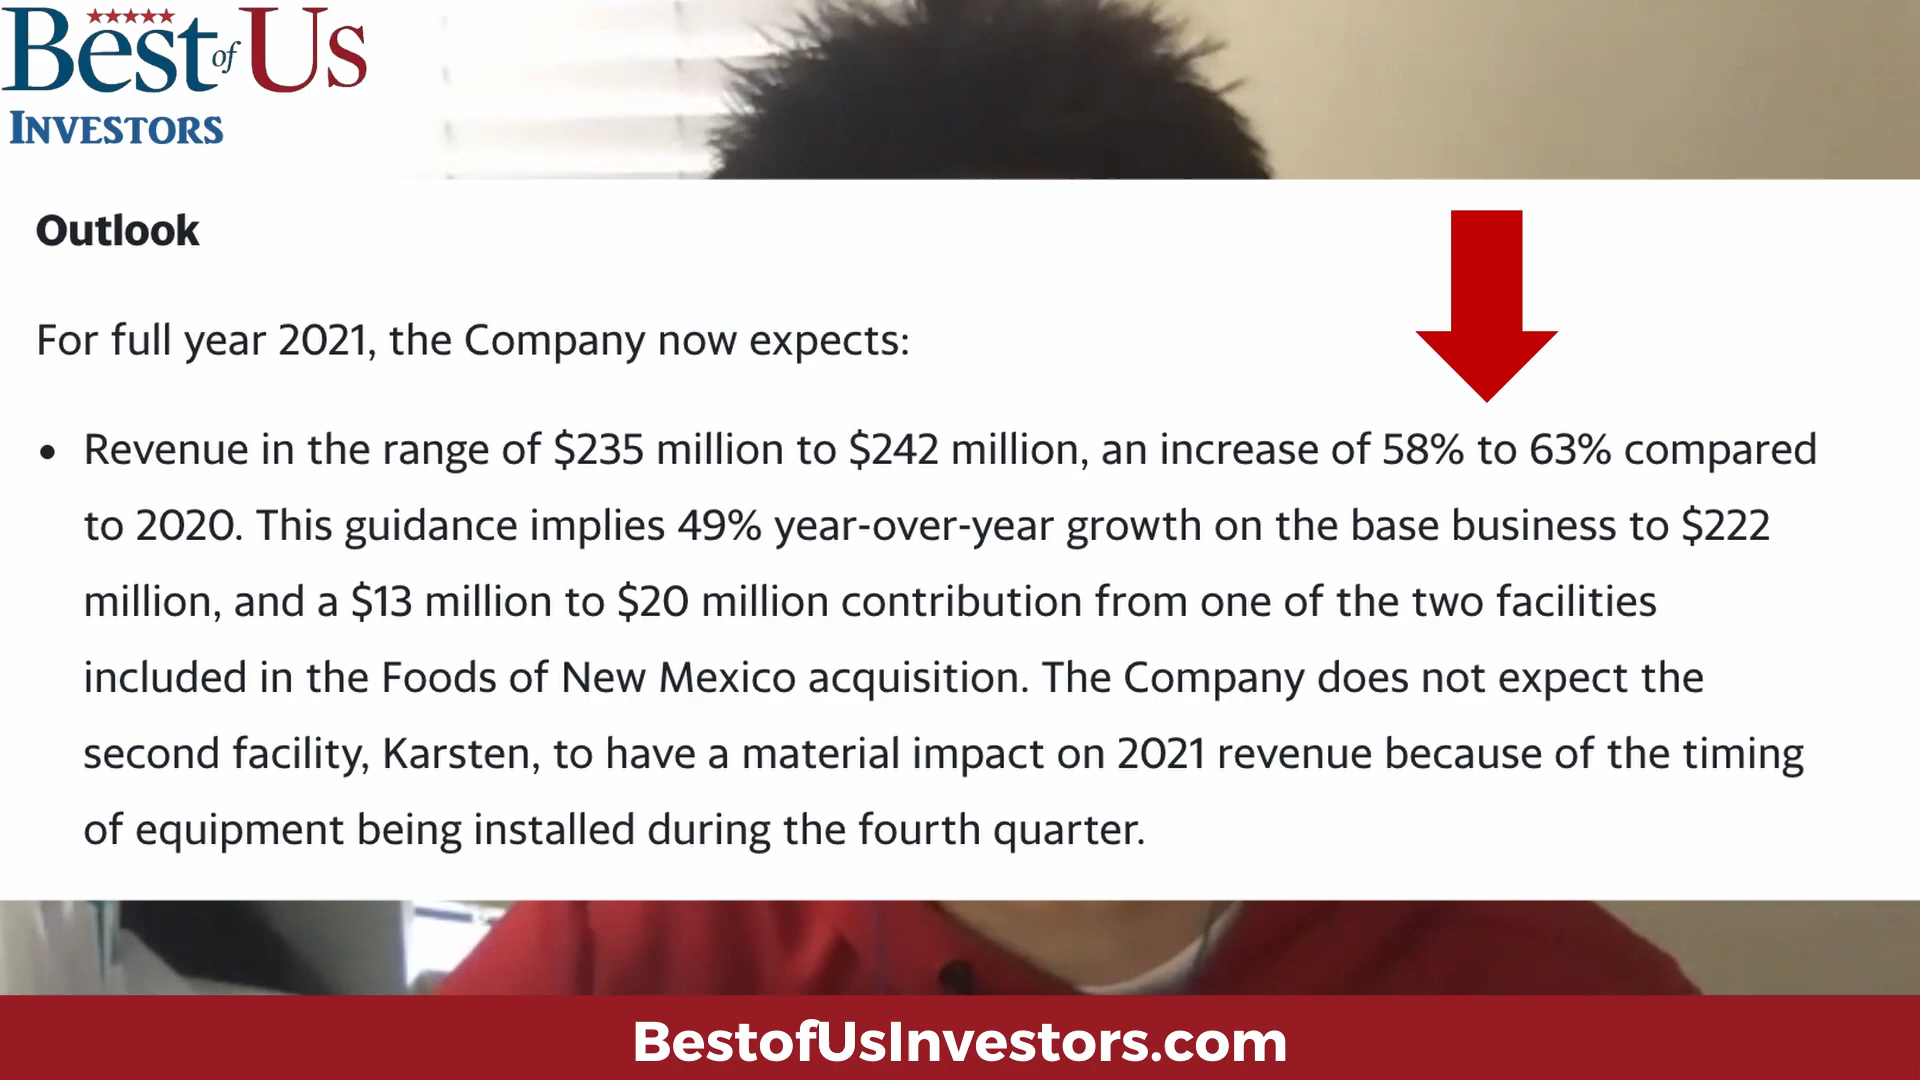 Best of Us
INVESTORS
Outlook
For full year 2021, the Company now expects:
• Revenue in the range of $235 million to $242 million, an increase of 58% to 63% compared
to 2020. This guidance implies 49% year-over-year growth on the base business to $222
million, and a $13 million to $20 million contribution from one of the two facilities
included in the Foods of New Mexico acquisition. The Company does not expect the
second facility, Karsten, to have a material impact on 2021 revenue because of the timing
of equipment being installed during the fourth quarter.
BestofUsInvestors.com